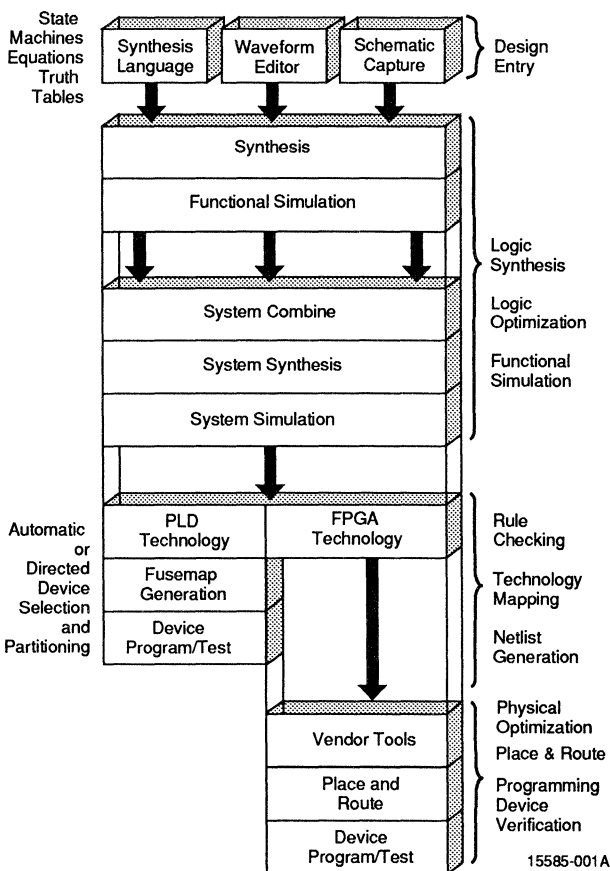 State
Machines
Equations
Truth
Tables
Synthesis
Language
Waveform
Editor
Schematic
Capture
Design
Entry
Synthesis
Functional Simulation
Logic
Synthesis
System Combine
Logic
Optimization
System Synthesis
Functional
Simulation
System Simulation
Automatic
or
Directed
Device
Selection
and
Partitioning
PLD
Technology
FPGA
Technology
Rule
Checking
Fusemap
Generation
Technology
Mapping
Device
Program/Test
Netlist
Generation
Vendor Tools
Physical
Optimization
Place & Route
Place and
Route
Programming
Device
Verification
Device
Program/Test
15585-001A